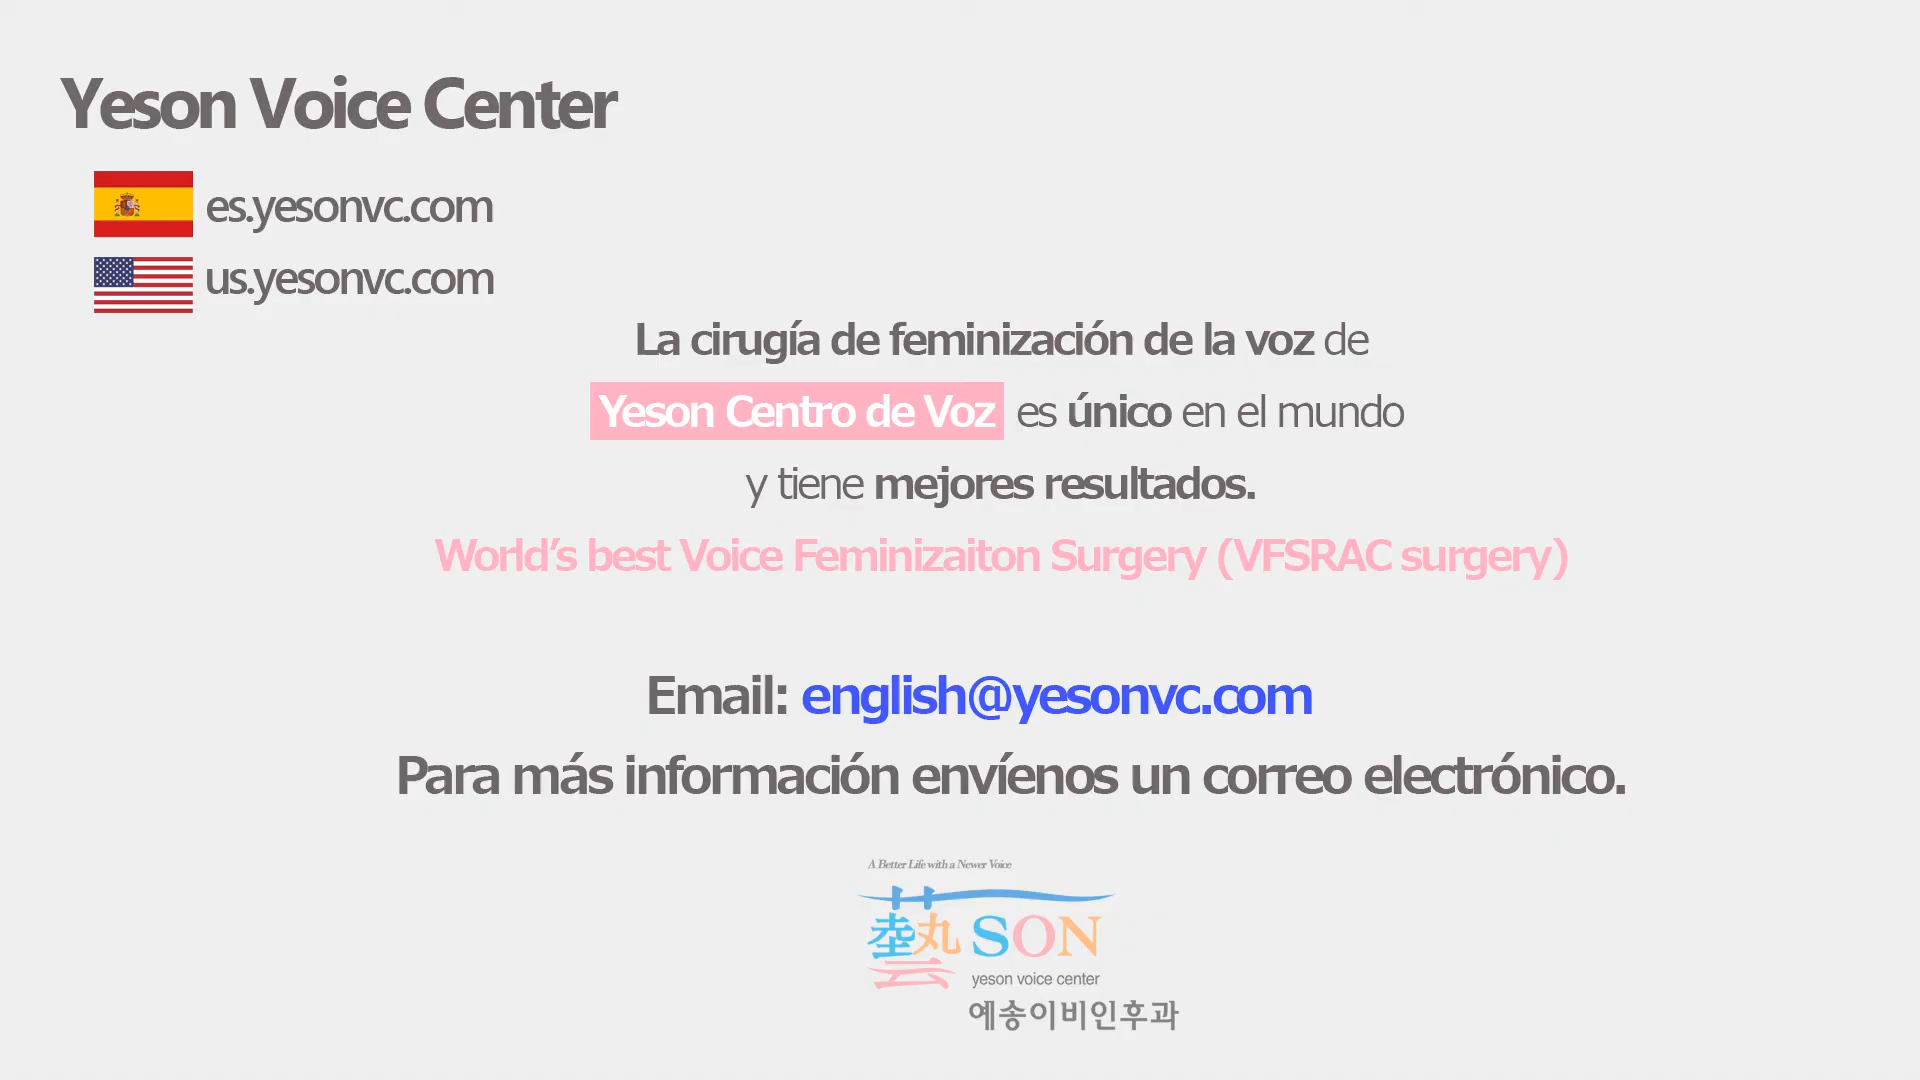 Yeson Voice Center
es.yesonvc.com
us.yesonvc.com
La cirugía de feminización de la voz de
Yeson Centro de Voz es único en el mundo
y tiene mejores resultados.
World’s best Voice Feminizaiton Surgery (VFSRAC surgery)
Email: english@yesonvc.com
Para más información envíenos un correo electrónico.
A Better Life with a Newer Voice
藝SON
yeson voice center
예송이비인후과